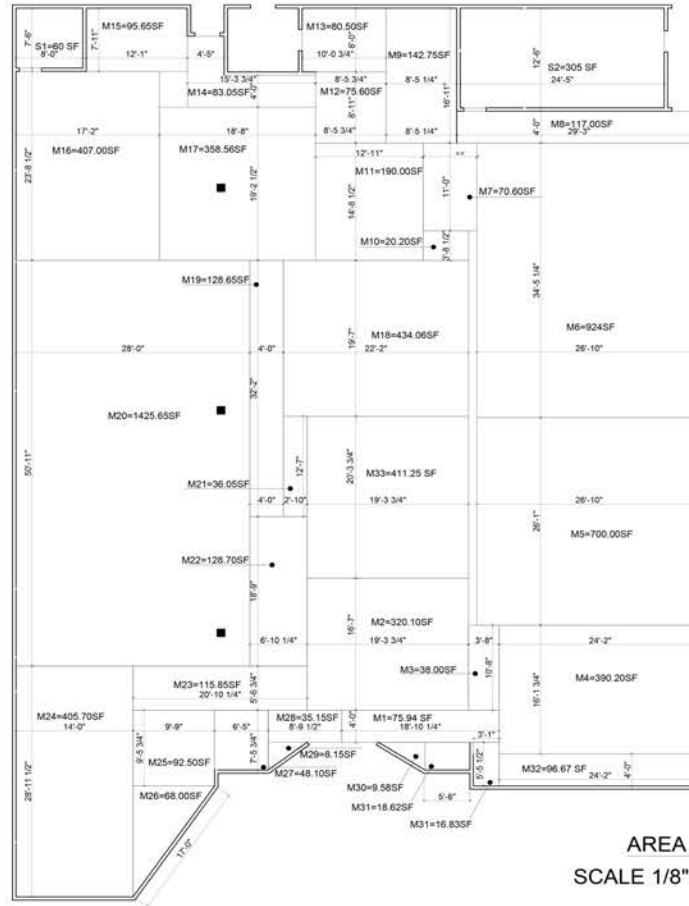 M15=95.65SF
M13=80.50SF
7'-6"
S1=60 SF
8'-0"
7'-11"
12'-1"
4'-5"
10'-0 3/4"
8'-0"
M9=142.75SF
12'-6"
S2=305 SF
24'-5"
15'-3 3/4"
M14=83.05SF
4'-0"
8'-5 3/4"
M12=75.60SF
8'-5 1/4"
8'-11"
16'-11"
4'-0"
M8=117.00SF
29'-3"
17'-2"
18'-8"
8'-5 3/4"
8'-5 1/4"
M16=407.00SF
M17=358.56SF
12'-11"
M11=190.00SF
23'-8 1/2"
19'-2 1/2"
14'-8 1/2"
11'-0"
M7=70.60SF
M10=20.20SF
3'-8 1/2"
M19=128.65SF
34'-5 1/4"
M18=434.06SF
19'-7"
M6=924SF
28'-0"
4'-0"
22'-2"
26'-10"
32'-2"
M20=1425.65SF
50'-11"
12'-7"
20'-3 3/4"
M33=411.25 SF
M21=36.05SF
4'-0"
2'-10"
19'-3 3/4"
26'-10"
26'-1"
M5=700.00SF
M22=128.70SF
18'-9"
16'-7"
M2=320.10SF
6'-10 1/4"
19'-3 3/4"
3'-8"
24'-2"
M3=38.00SF
10'-8"
M4=390.20SF
16'-1 3/4"
M23=115.85SF
20'-10 1/4"
5'-6 3/4"
M24=405.70SF
14'-0"
9'-9"
6'-5"
M28=35.15SF
8'-9 1/2"
4'-0"
M1=75.94 SF
18'-10 1/4"
3'-1"
9'-5 3/4"
M25=92.50SF
7'-5 3/4"
M29=8.15SF
M27=48.10SF
5'-5 1/2"
M32=96.67 SF
24'-2"
4'-0"
28'-11 1/2"
M26=68.00SF
M30=9.58SF
M31=18.62SF
5'-6"
M31=16.83SF
17'-0"
AREA
SCALE 1/8"